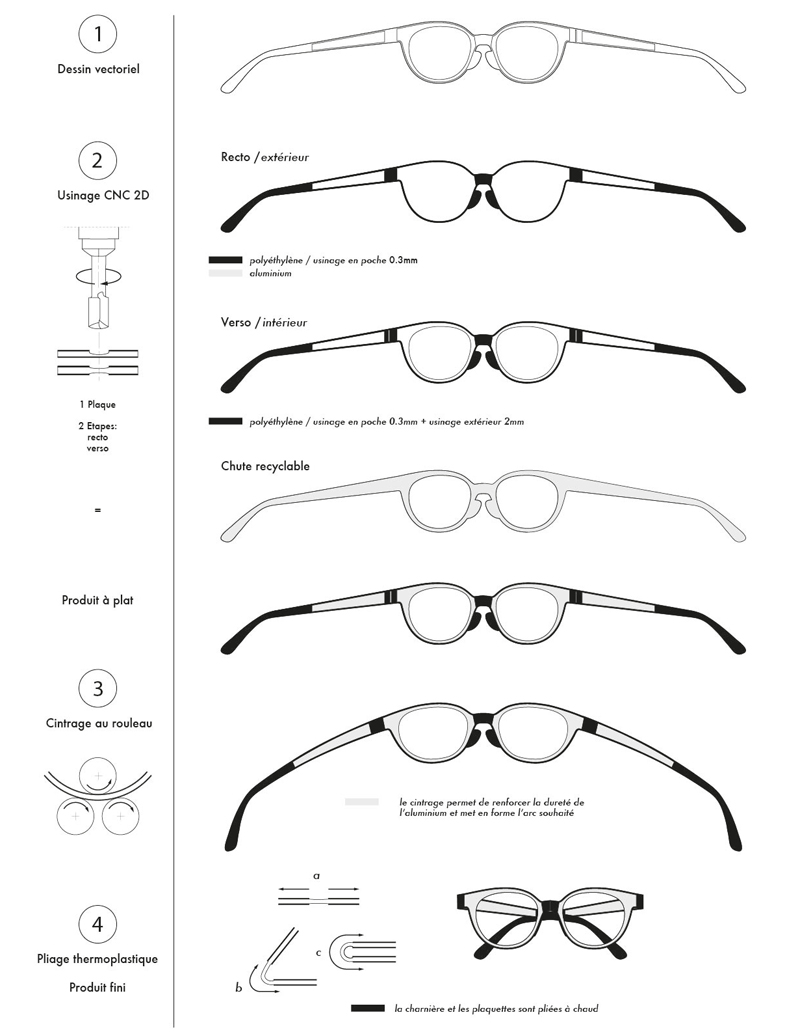 1
Dessin vectoriel
2
Usinage CNC 2D
Recto / extérieur
polyéthylène / usinage en poche 0.3mm
aluminium
Verso / intérieur
1 Plaque
2 Etapes:
recto
verso
polyéthylène / usinage en poche 0.3mm + usinage extérieur 2mm
Chute recyclable
=
Produit à plat
3
Cintrage au rouleau
le cintrage permet de renforcer la dureté de
l'aluminium et met en forme l'arc souhaité
4
Pliage thermoplastique
Produit fini
a
b
c
la charnière et les plaquettes sont pliées à chaud